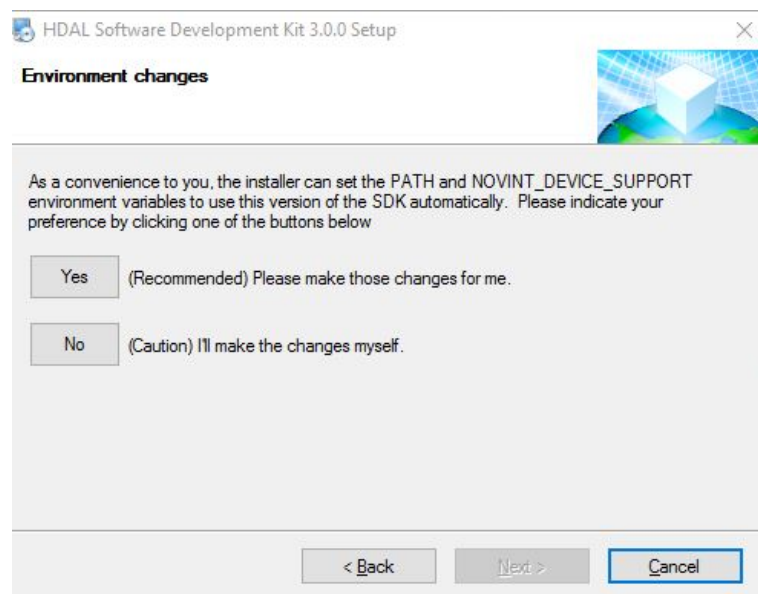 HDAL Software Development Kit 3.0.0 Setup
Environment changes
As a convenience to you, the installer can set the PATH and NOVINT_DEVICE_SUPPORT
environment variables to use this version of the SDK automatically.  Please indicate your
preference by clicking one of the buttons below
Yes (Recommended) Please make those changes for me.
No (Caution) I'll make the changes myself.
< Back Next > Cancel